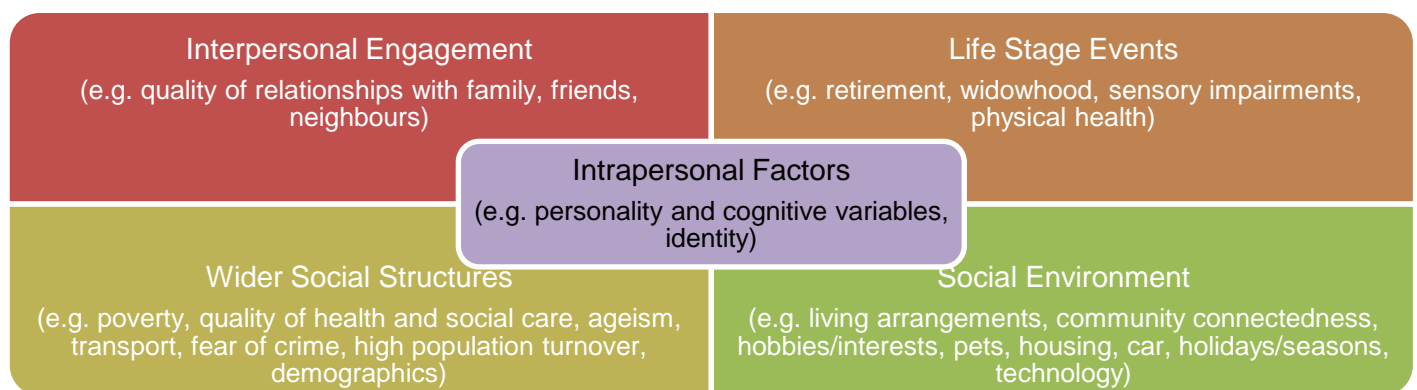 Interpersonal Engagement
(e.g. quality of relationships with family, friends,
neighbours)
Life Stage Events
(e.g. retirement, widowhood, sensory impairments,
physical health)
Intrapersonal Factors
(e.g. personality and cognitive variables,
identity)
Wider Social Structures
(e.g. poverty, quality of health and social care, ageism,
transport, fear of crime, high population turnover,
demographics)
Social Environment
(e.g. living arrangements, community connectedness,
hobbies/interests, pets, housing, car, holidays/seasons,
technology)